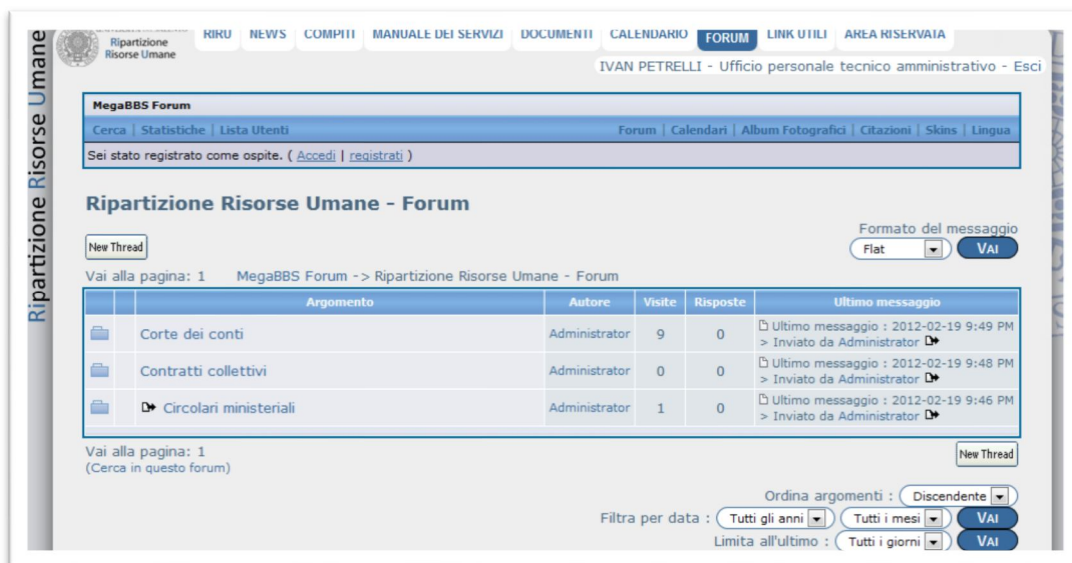 Ripartizione Risorse Umane
Ripartizione
Risorse Umane
RIRU NEWS COMPITI MANUALE DEI SERVIZI DOCUMENTI CALENDARIO FORUM LINK UTILI AREA RISERVATA
IVAN PETRELLI - Ufficio personale tecnico amministrativo - Esci
MegaBBS Forum
Cerca | Statistiche | Lista Utenti Forum | Calendari | Album Fotografici | Citazioni | Skins | Lingua
Sei stato registrato come ospite. ( Accedi | registrati )
Ripartizione Risorse Umane - Forum
Formato del messaggio
New Thread Flat VAI
Vai alla pagina: 1 MegaBBS Forum -> Ripartizione Risorse Umane - Forum
Argomento Autore Visite Risposte Ultimo messaggio
Corte dei conti Administrator 9 0 Ultimo messaggio : 2012-02-19 9:49 PM
> Inviato da Administrator
Contratti collettivi Administrator 0 0 Ultimo messaggio : 2012-02-19 9:48 PM
> Inviato da Administrator
Circolari ministeriali Administrator 1 0 Ultimo messaggio : 2012-02-19 9:46 PM
> Inviato da Administrator
Vai alla pagina: 1 New Thread
(Cerca in questo forum)
Ordina argomenti : Discendente
Filtra per data : Tutti gli anni Tutti i mesi VAI
Limita all'ultimo : Tutti i giorni VAI